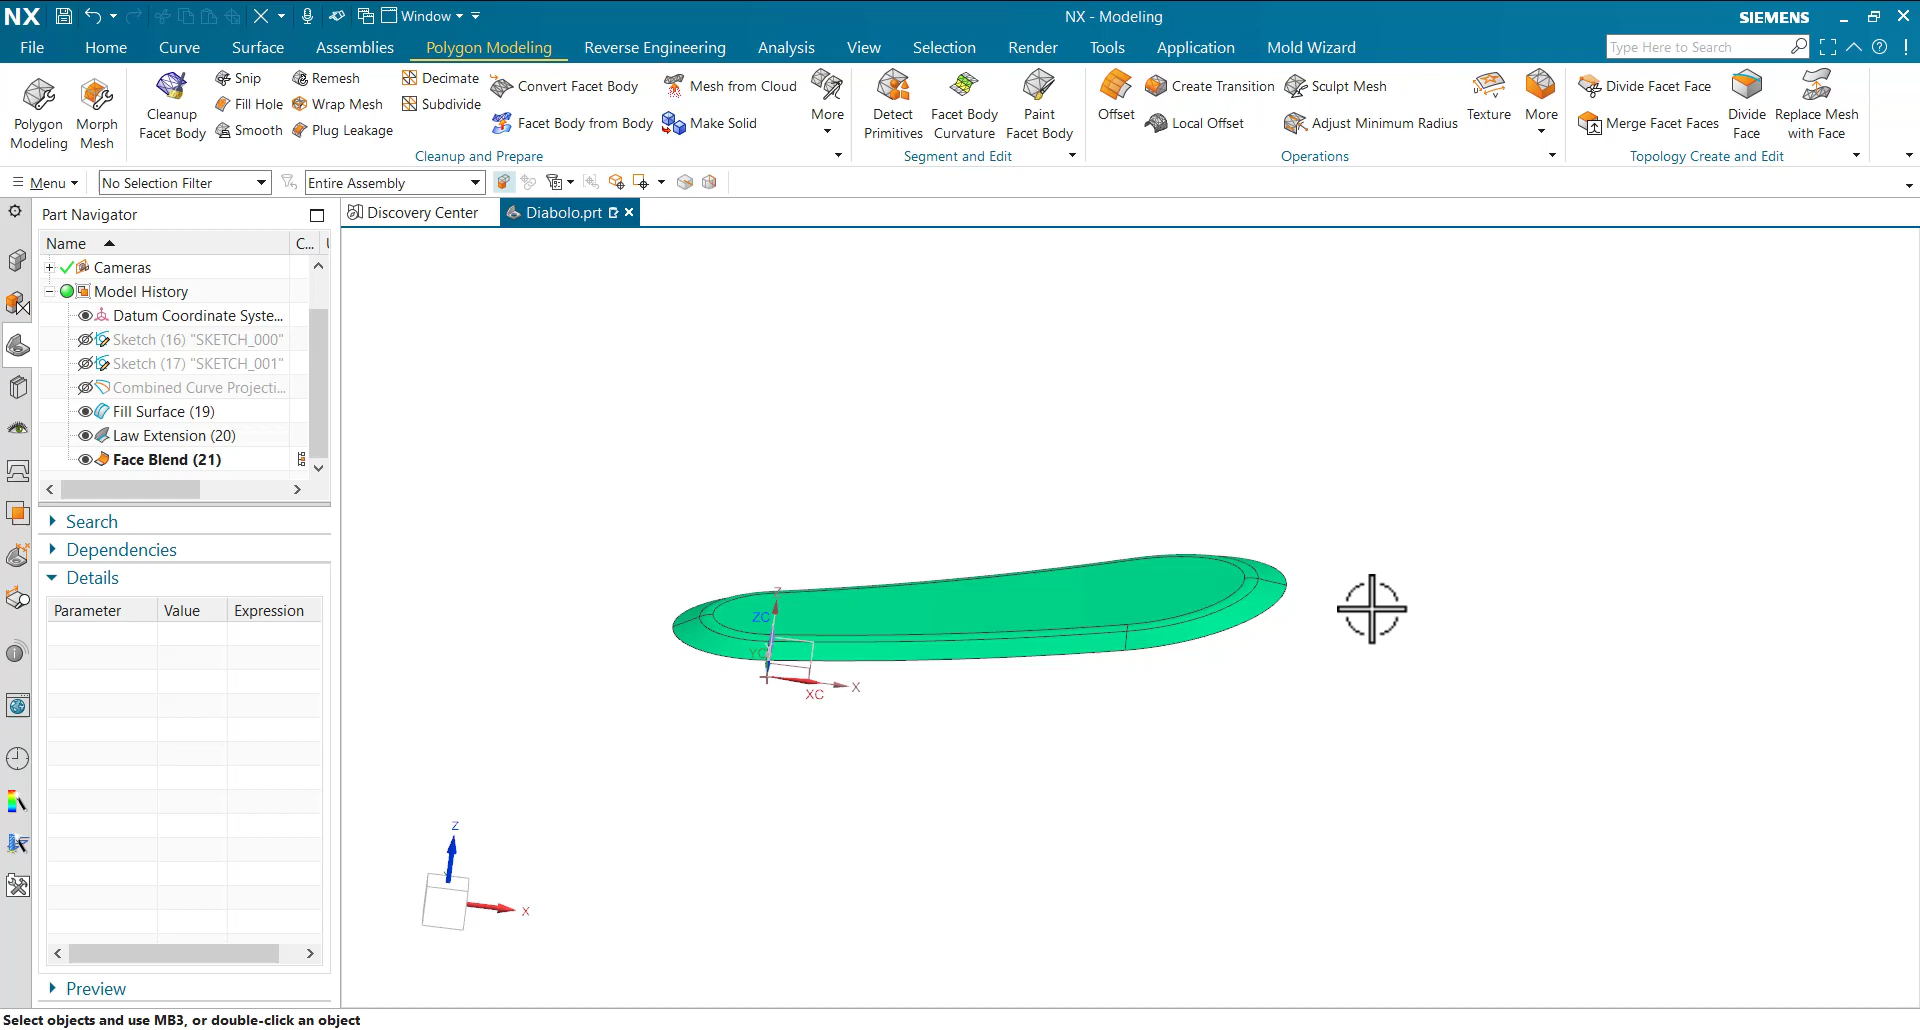 NX
Window
NX - Modeling
SIEMENS
File
Home
Curve
Surface
Assemblies
Polygon Modeling
Reverse Engineering
Analysis
View
Selection
Render
Tools
Application
Mold Wizard
Type Here to Search
Polygon Modeling
Morph Mesh
Cleanup Facet Body
Snip
Fill Hole
Smooth
Remesh
Wrap Mesh
Plug Leakage
Decimate
Subdivide
Convert Facet Body
Facet Body from Body
Mesh from Cloud
Make Solid
More
Cleanup and Prepare
Detect Primitives
Facet Body Curvature
Paint Facet Body
Segment and Edit
Offset
Create Transition
Local Offset
Sculpt Mesh
Adjust Minimum Radius
Texture
More
Operations
Divide Facet Face
Merge Facet Faces
Divide Face
Replace Mesh with Face
Topology Create and Edit
Menu
No Selection Filter
Entire Assembly
Part Navigator
Discovery Center
Diabolo.prt
Name
C...
Cameras
Model History
Datum Coordinate Syste...
Sketch (16) "SKETCH_000"
Sketch (17) "SKETCH_001"
Combined Curve Projecti...
Fill Surface (19)
Law Extension (20)
Face Blend (21)
Search
Dependencies
Details
Parameter
Value
Expression
Preview
Z
ZC
YC
XC
X
Z
X
Select objects and use MB3, or double-click an object